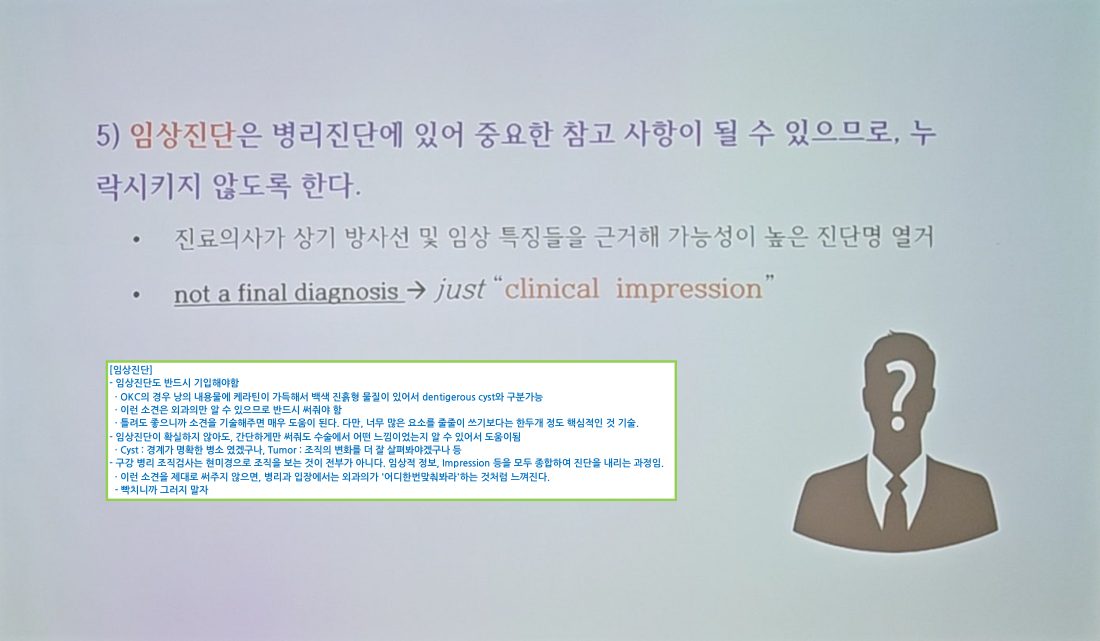 5) 임상진단은 병리진단에 있어 중요한 참고 사항이 될 수 있으므로, 누
락시키지 않도록 한다.
• 진료의사가 상기 방사선 및 임상 특징들을 근거해 가능성이 높은 진단명 열거
• not a final diagnosis → just “clinical impression”
[임상진단]
- 임상진단도 반드시 기입해야함
· OKC의 경우 낭의 내용물에 케라틴이 가득해서 백색 진흙형 물질이 있어서 dentigerous cyst와 구분가능
· 이런 소견은 외과의만 알 수 있으므로 반드시 써줘야 함
· 틀려도 좋으니까 소견을 기술해주면 매우 도움이 된다. 다만, 너무 많은 요소를 줄줄이 쓰기보다는 한두개 정도 핵심적인 것 기술.
- 임상진단이 확실하지 않아도, 간단하게만 써줘도 수술에서 어떤 느낌이었는지 알 수 있어서 도움이됨
· Cyst : 경계가 명확한 병소 였겠구나, Tumor : 조직의 변화를 더 잘 살펴봐야겠구나 등
- 구강 병리 조직검사는 현미경으로 조직을 보는 것이 전부가 아니다. 임상적 정보, Impression 등을 모두 종합하여 진단을 내리는 과정임.
· 이런 소견을 제대로 써주지 않으면, 병리과 입장에서는 외과의가 '어디한번맞춰봐라'하는 것처럼 느껴진다.
- 빡치니까 그러지 말자
?